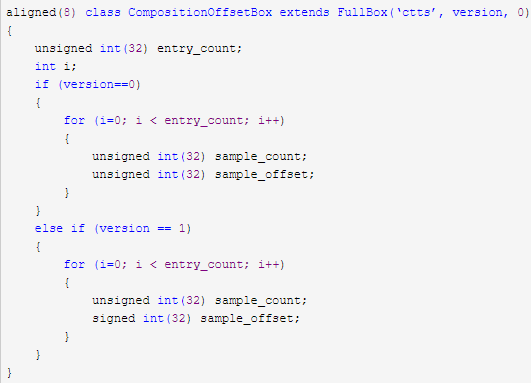 aligned(8) class CompositionOffsetBox extends FullBox(‘ctts’, version, 0)
{
    unsigned int(32) entry_count;
    int i;
    if (version==0)
    {
        for (i=0; i < entry_count; i++)
        {
            unsigned int(32) sample_count;
            unsigned int(32) sample_offset;
        }
    }
    else if (version == 1)
    {
        for (i=0; i < entry_count; i++)
        {
            unsigned int(32) sample_count;
            signed int(32) sample_offset;
        }
    }
}